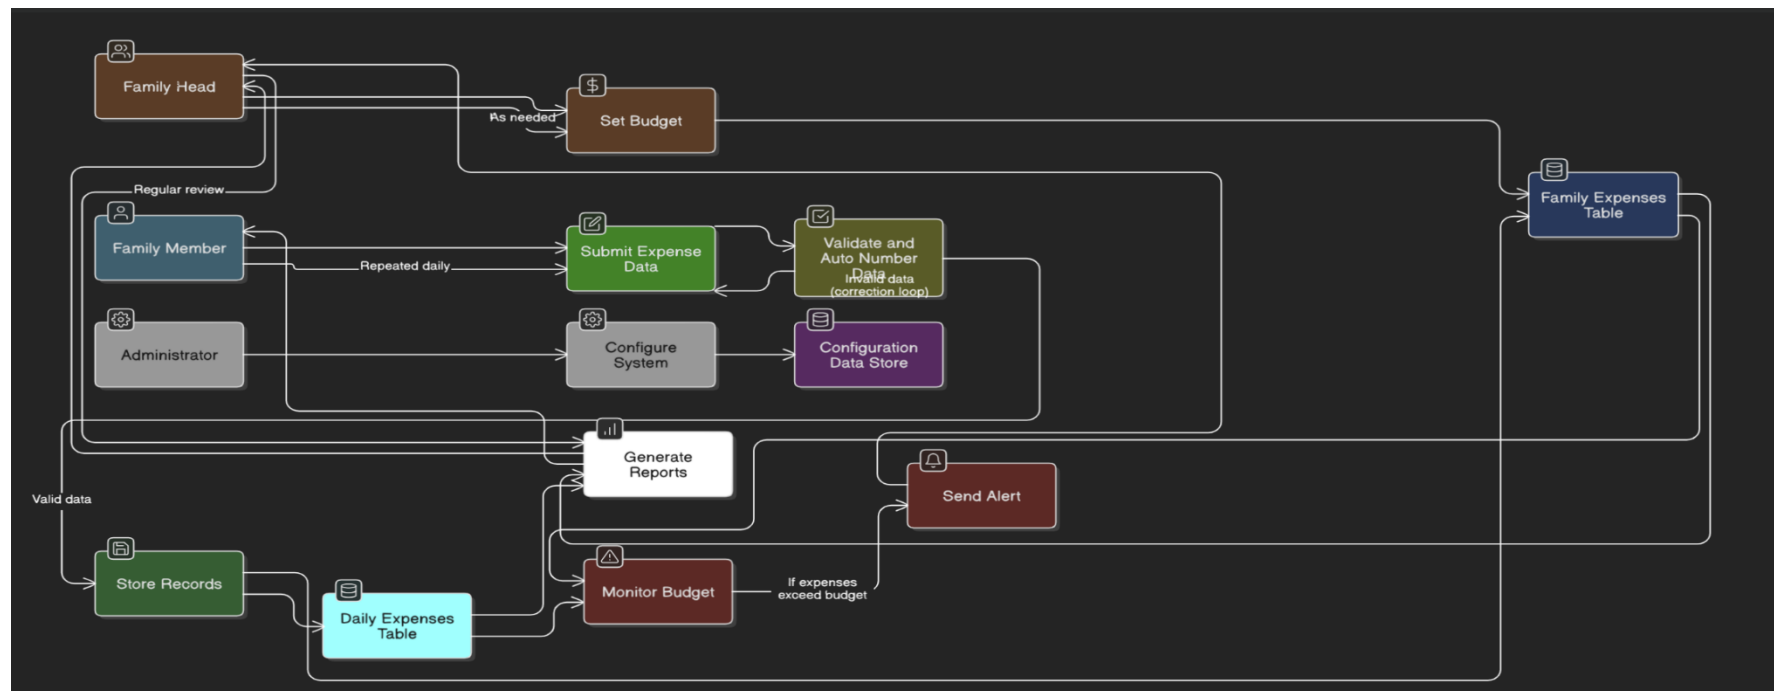 Family Head
As needed
Set Budget
Regular review
Family Expenses
Table
Family Member
Repeated daily
Submit Expense
Data
Validate and
Auto Number
Data
Invalid data
(correction loop)
Administrator
Configure
System
Configuration
Data Store
Generate
Reports
Send Alert
Valid data
Store Records
Daily Expenses
Table
Monitor Budget
If expenses
exceed budget